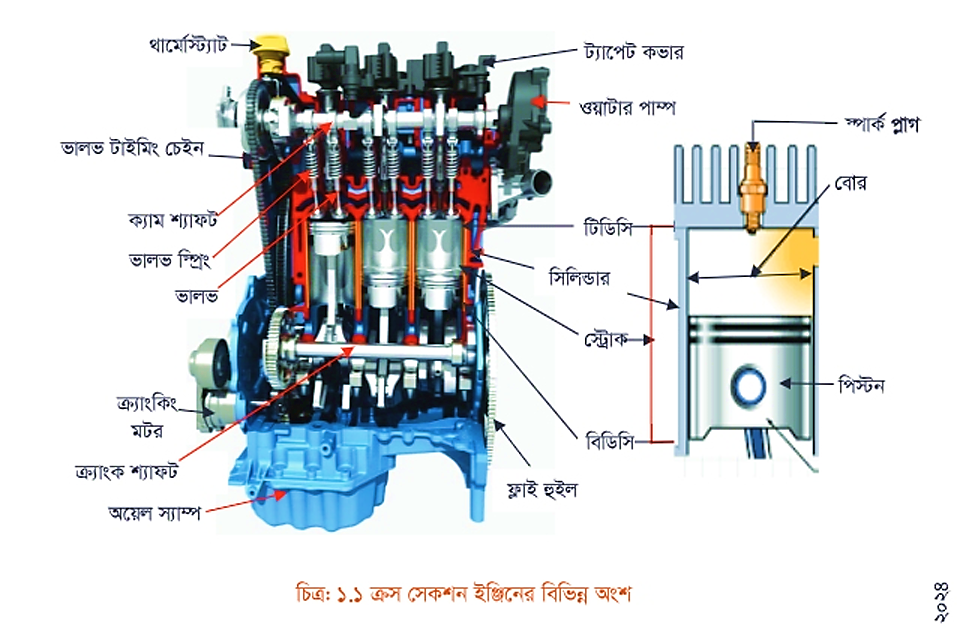 থার্মোস্ট্যাট
ট্যাপেট কভার
ওয়াটার পাম্প
স্পার্ক প্লাগ
ভালভ টাইমিং চেইন
বোর
ক্যাম শ্যাফট
টিডিসি
ভালভ স্প্রিং
সিলিন্ডার
ভালভ
স্ট্রোক
পিস্টন
ক্র্যাংকিং
মটর
বিডিসি
ক্র্যাংক শ্যাফট
ফ্লাই হুইল
অয়েল স্যাম্প
চিত্র: ১.১ ক্রস সেকশন ইঞ্জিনের বিভিন্ন অংশ
২০২৪